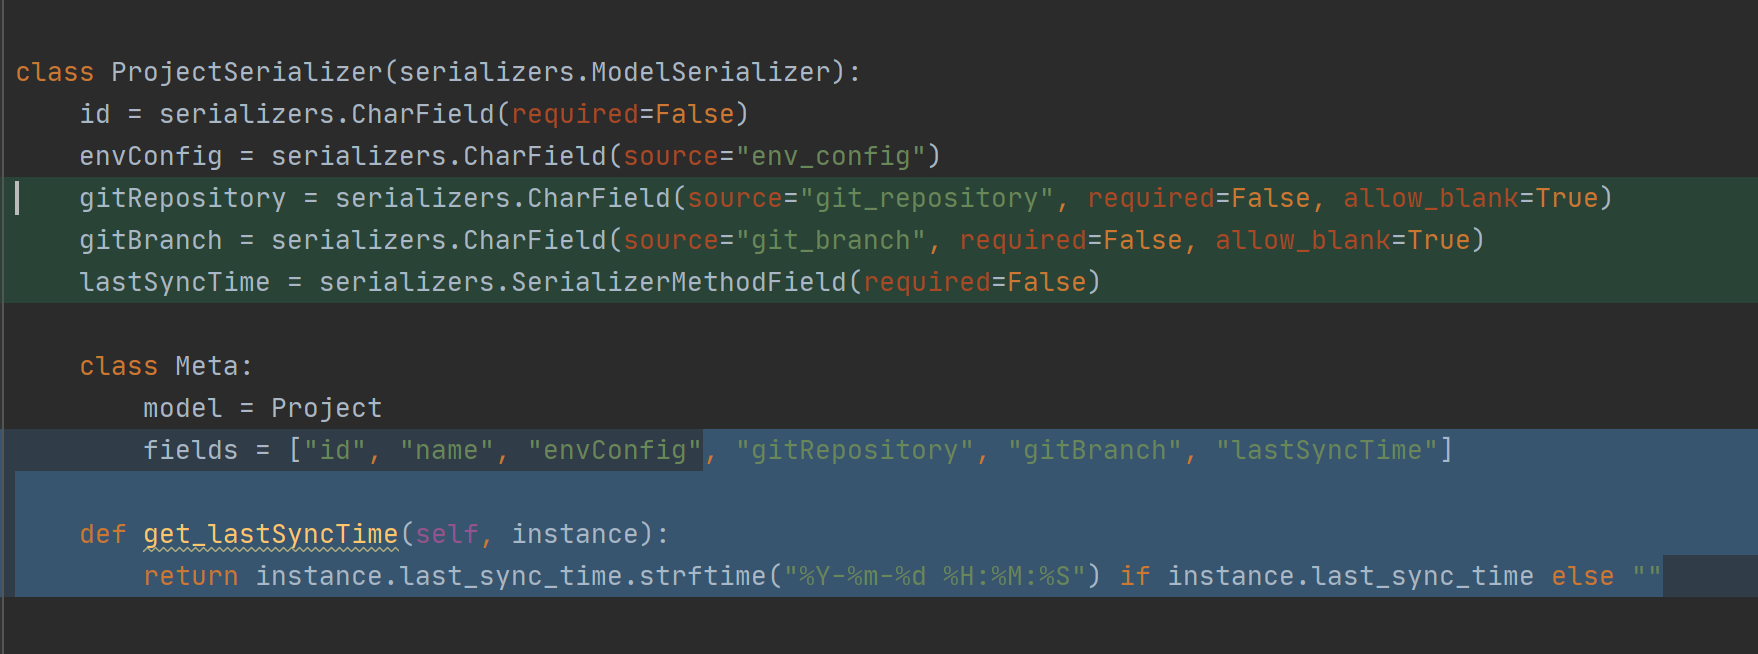 class ProjectSerializer(serializers.ModelSerializer):
    id = serializers.CharField(required=False)
    envConfig = serializers.CharField(source="env_config")
    gitRepository = serializers.CharField(source="git_repository", required=False, allow_blank=True)
    gitBranch = serializers.CharField(source="git_branch", required=False, allow_blank=True)
    lastSyncTime = serializers.SerializerMethodField(required=False)
    class Meta:
        model = Project
        fields = ["id", "name", "envConfig", "gitRepository", "gitBranch", "lastSyncTime"]
    def get_lastSyncTime(self, instance):
        return instance.last_sync_time.strftime("%Y-%m-%d %H:%M:%S") if instance.last_sync_time else ""